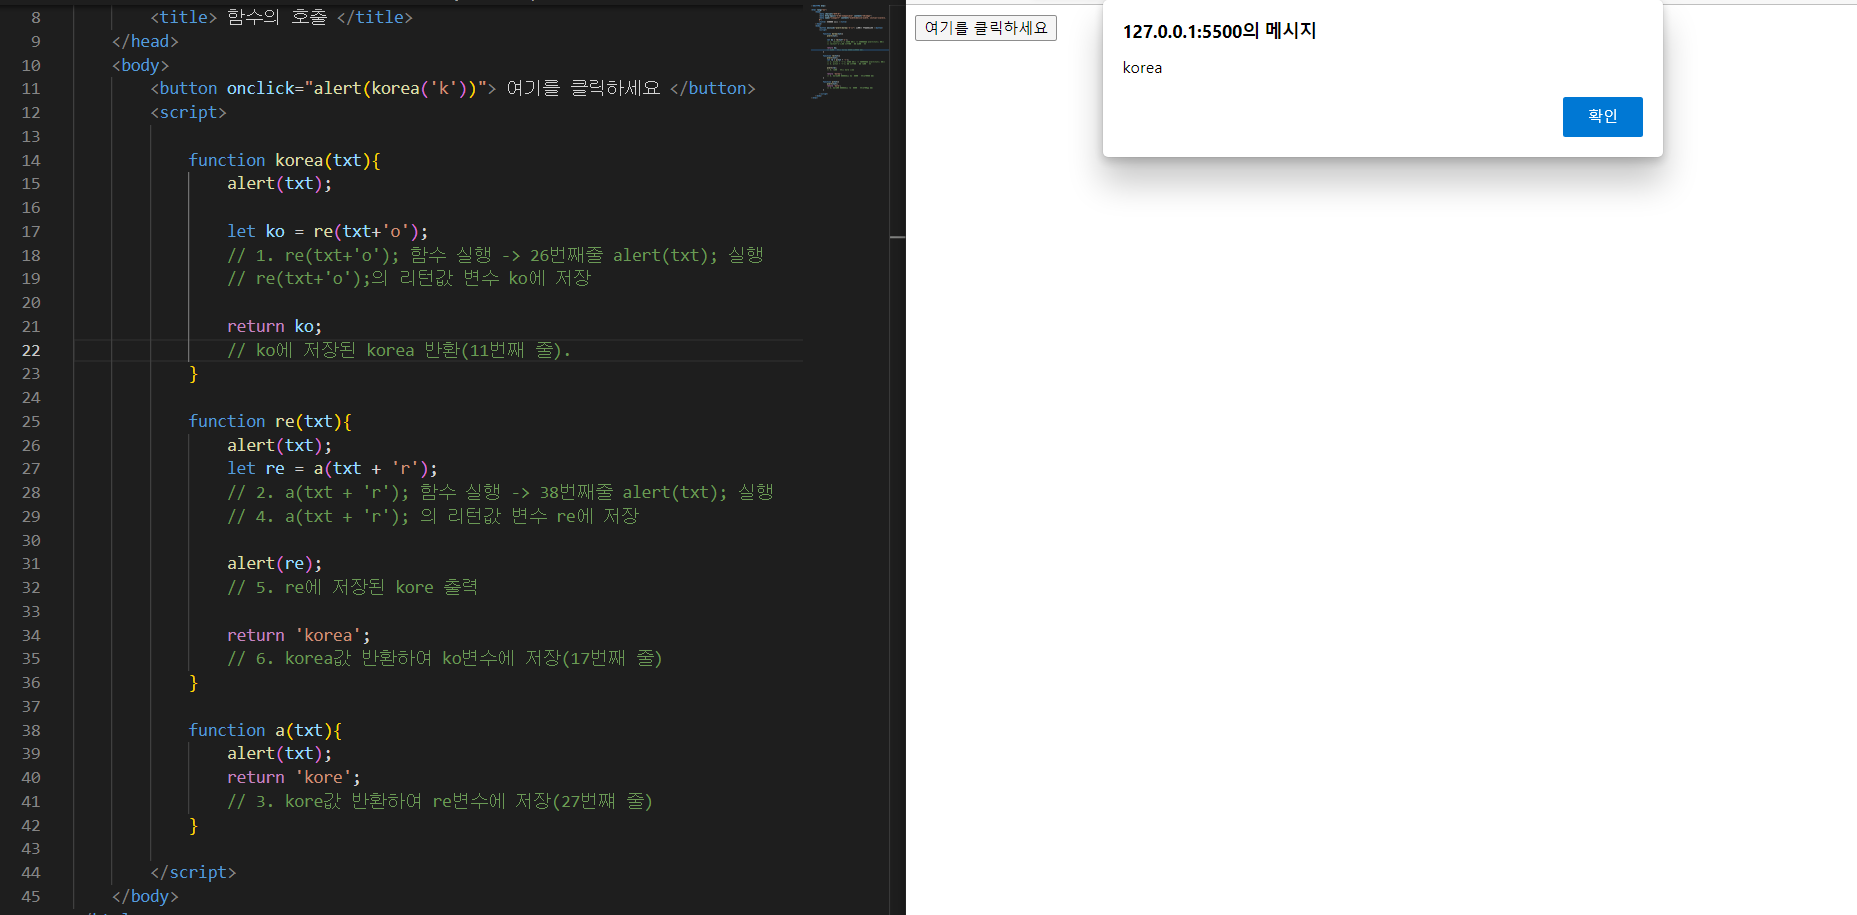 8 <title> 함수의 호출 </title>
9 </head>
10 <body>
11 <button onclick="alert(korea('k'))"> 여기를 클릭하세요 </button>
12 <script>
13
14 function korea(txt){
15 alert(txt);
16
17 let ko = re(txt+'o');
18 // 1. re(txt+'o'); 함수 실행 -> 26번째줄 alert(txt); 실행
19 // re(txt+'o');의 리턴값 변수 ko에 저장
20
21 return ko;
22 // ko에 저장된 korea 반환(11번째 줄).
23 }
24
25 function re(txt){
26 alert(txt);
27 let re = a(txt + 'r');
28 // 2. a(txt + 'r'); 함수 실행 -> 38번째줄 alert(txt); 실행
29 // 4. a(txt + 'r'); 의 리턴값 변수 re에 저장
30
31 alert(re);
32 // 5. re에 저장된 kore 출력
33
34 return 'korea';
35 // 6. korea값 반환하여 ko변수에 저장(17번째 줄)
36 }
37
38 function a(txt){
39 alert(txt);
40 return 'kore';
41 // 3. kore값 반환하여 re변수에 저장(27번째 줄)
42 }
43
44 </script>
45 </body>
여기를 클릭하세요
127.0.0.1:5500의 메시지
korea
확인